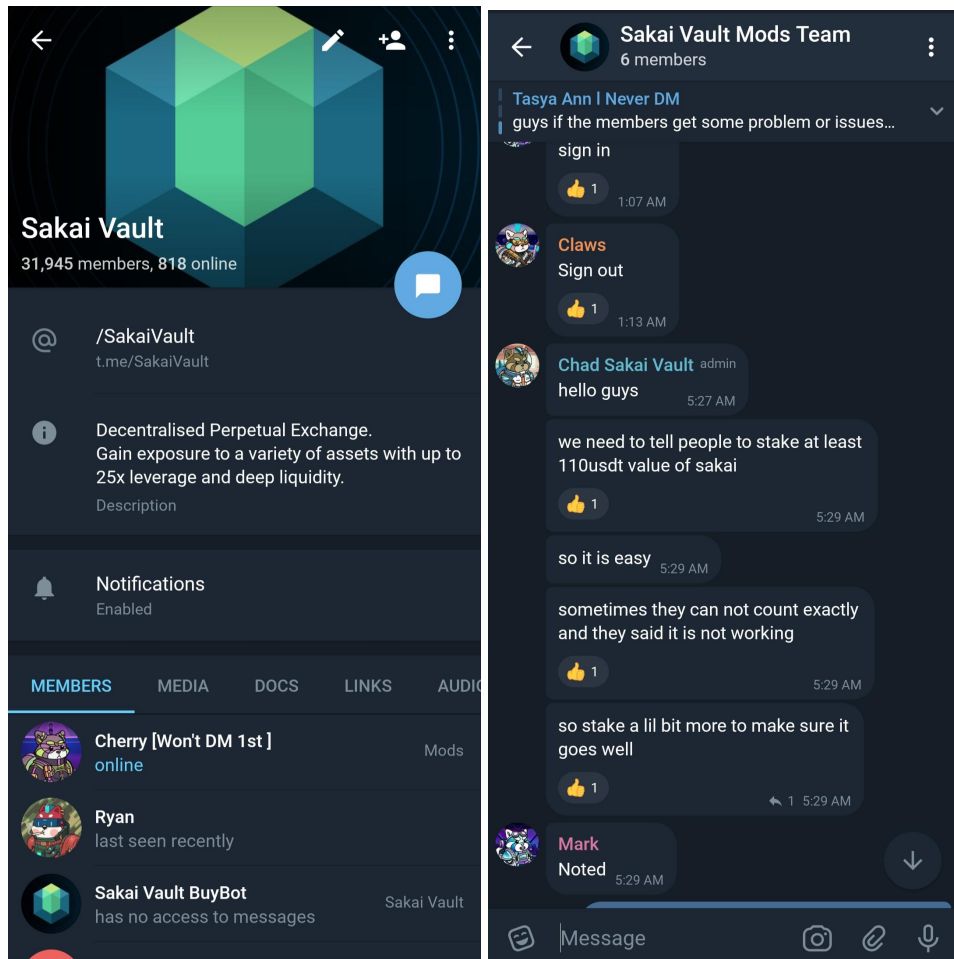 Sakai Vault
31,945 members, 818 online
/SakaiVault
t.me/SakaiVault
Decentralised Perpetual Exchange.
Gain exposure to a variety of assets with up to
25x leverage and deep liquidity.
Description
Notifications
Enabled
MEMBERS MEDIA DOCS LINKS AUDIO
Cherry [Won't DM 1st ]
online
Mods
Ryan
last seen recently
Sakai Vault BuyBot
has no access to messages
Sakai Vault
Sakai Vault Mods Team
6 members
Tasya Ann l Never DM
guys if the members get some problem or issues...
sign in
1
1:07 AM
Claws
Sign out
1
1:13 AM
Chad Sakai Vault admin
hello guys
5:27 AM
we need to tell people to stake at least
110usdt value of sakai
1
5:29 AM
so it is easy 5:29 AM
sometimes they can not count exactly
and they said it is not working
1
5:29 AM
so stake a lil bit more to make sure it
goes well
1
1 5:29 AM
Mark
Noted 5:29 AM
Message